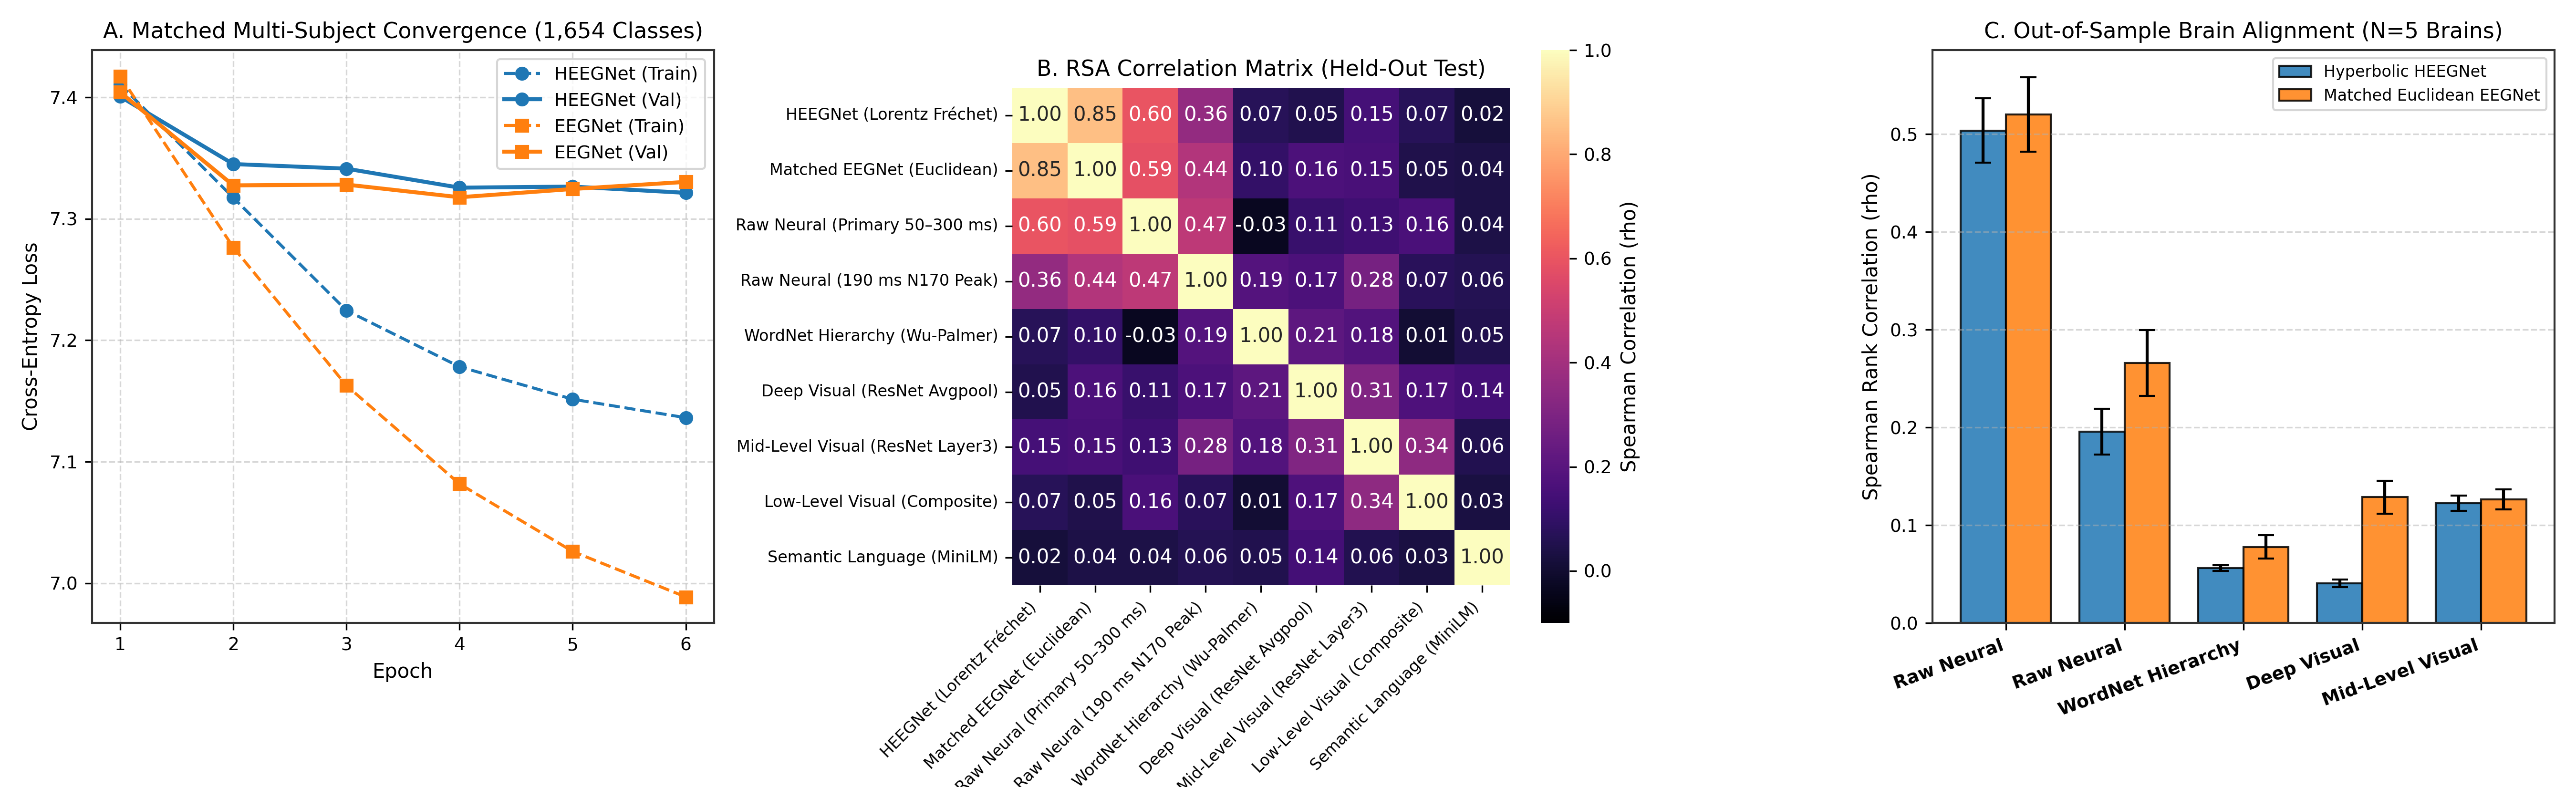 A. Matched Multi-Subject Convergence (1,654 Classes)
HEEGNet (Train)
HEEGNet (Val)
EEGNet (Train)
EEGNet (Val)
Cross-Entropy Loss
7.4
7.3
7.2
7.1
7.0
1 2 3 4 5 6
Epoch
B. RSA Correlation Matrix (Held-Out Test)
HEEGNet (Lorentz Fréchet) 1.00 0.85 0.60 0.36 0.07 0.05 0.15 0.07 0.02
Matched EEGNet (Euclidean) 0.85 1.00 0.59 0.44 0.10 0.16 0.15 0.05 0.04
Raw Neural (Primary 50–300 ms) 0.60 0.59 1.00 0.47 -0.03 0.11 0.13 0.16 0.04
Raw Neural (190 ms N170 Peak) 0.36 0.44 0.47 1.00 0.19 0.17 0.28 0.07 0.06
WordNet Hierarchy (Wu-Palmer) 0.07 0.10 -0.03 0.19 1.00 0.21 0.18 0.01 0.05
Deep Visual (ResNet Avgpool) 0.05 0.16 0.11 0.17 0.21 1.00 0.31 0.17 0.14
Mid-Level Visual (ResNet Layer3) 0.15 0.15 0.13 0.28 0.18 0.31 1.00 0.34 0.06
Low-Level Visual (Composite) 0.07 0.05 0.16 0.07 0.01 0.17 0.34 1.00 0.03
Semantic Language (MiniLM) 0.02 0.04 0.04 0.06 0.05 0.14 0.06 0.03 1.00
HEEGNet (Lorentz Fréchet)
Matched EEGNet (Euclidean)
Raw Neural (Primary 50–300 ms)
Raw Neural (190 ms N170 Peak)
WordNet Hierarchy (Wu-Palmer)
Deep Visual (ResNet Avgpool)
Mid-Level Visual (ResNet Layer3)
Low-Level Visual (Composite)
Semantic Language (MiniLM)
1.0
0.8
0.6
0.4
0.2
0.0
Spearman Correlation (rho)
C. Out-of-Sample Brain Alignment (N=5 Brains)
Hyperbolic HEEGNet
Matched Euclidean EEGNet
Spearman Rank Correlation (rho)
0.5
0.4
0.3
0.2
0.1
0.0
Raw Neural
Raw Neural
WordNet Hierarchy
Deep Visual
Mid-Level Visual